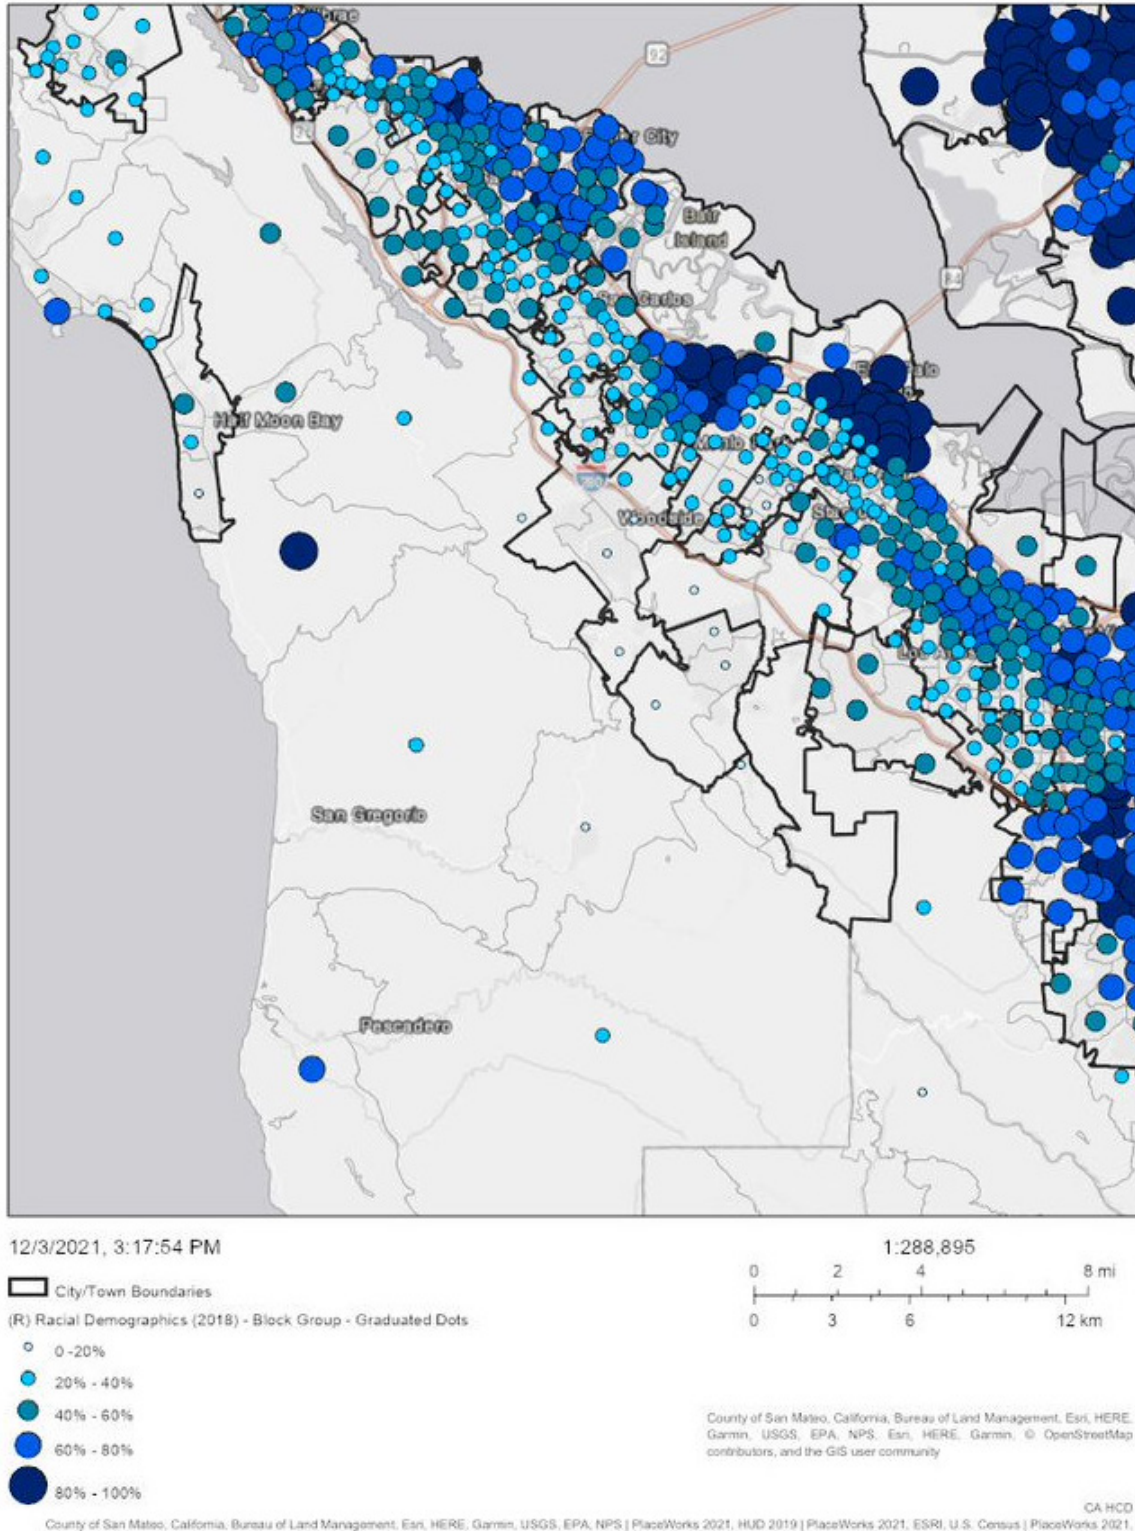 92
City
Bair
Island
84
Carlos
Half Moon Bay
280
Woodside
San Gregorio
Pescadero
12/3/2021, 3:17:54 PM
1:288,895
0 2 4 8 mi
0 3 6 12 km
City/Town Boundaries
(R) Racial Demographics (2018) - Block Group - Graduated Dots
0 -20%
20% - 40%
40% - 60%
60% - 80%
80% - 100%
County of San Mateo, California, Bureau of Land Management, Esri, HERE,
Garmin, USGS, EPA, NPS, Esri, HERE, Garmin, © OpenStreetMap
contributors, and the GIS user community
CA HCD
County of San Mateo, California, Bureau of Land Management, Esri, HERE, Garmin, USGS, EPA, NPS | PlaceWorks 2021, HUD 2019 | PlaceWorks 2021, ESRI, U.S. Census | PlaceWorks 2021,